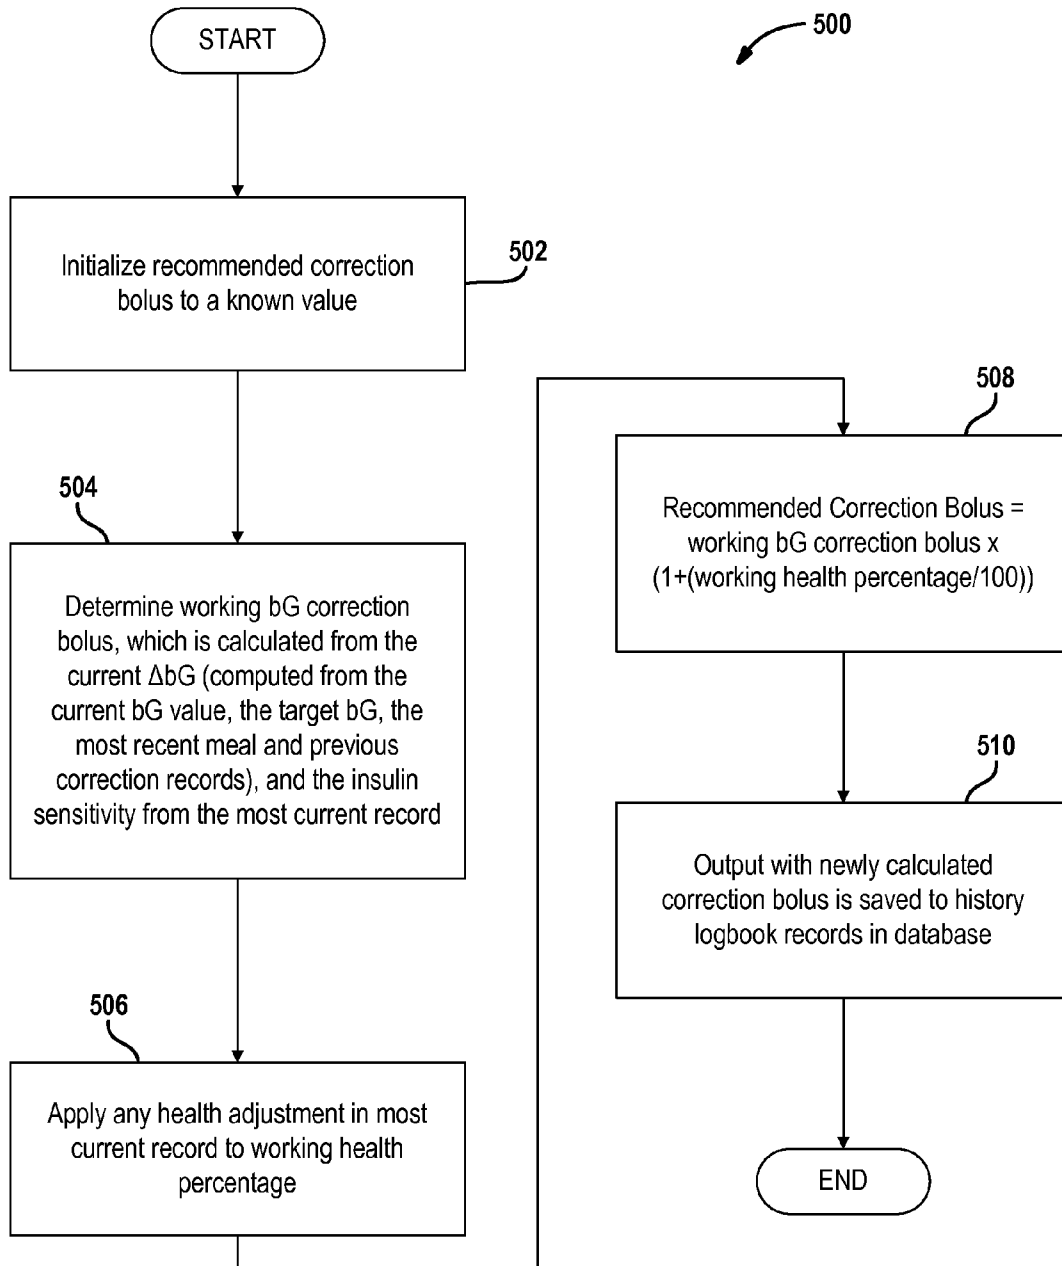 START
500
502
Initialize recommended correction
bolus to a known value
504
Determine working bG correction
bolus, which is calculated from the
current ΔbG (computed from the
current bG value, the target bG, the
most recent meal and previous
correction records), and the insulin
sensitivity from the most current record
506
Apply any health adjustment in most
current record to working health
percentage
508
Recommended Correction Bolus =
working bG correction bolus x
(1+(working health percentage/100))
510
Output with newly calculated
correction bolus is saved to history
logbook records in database
END